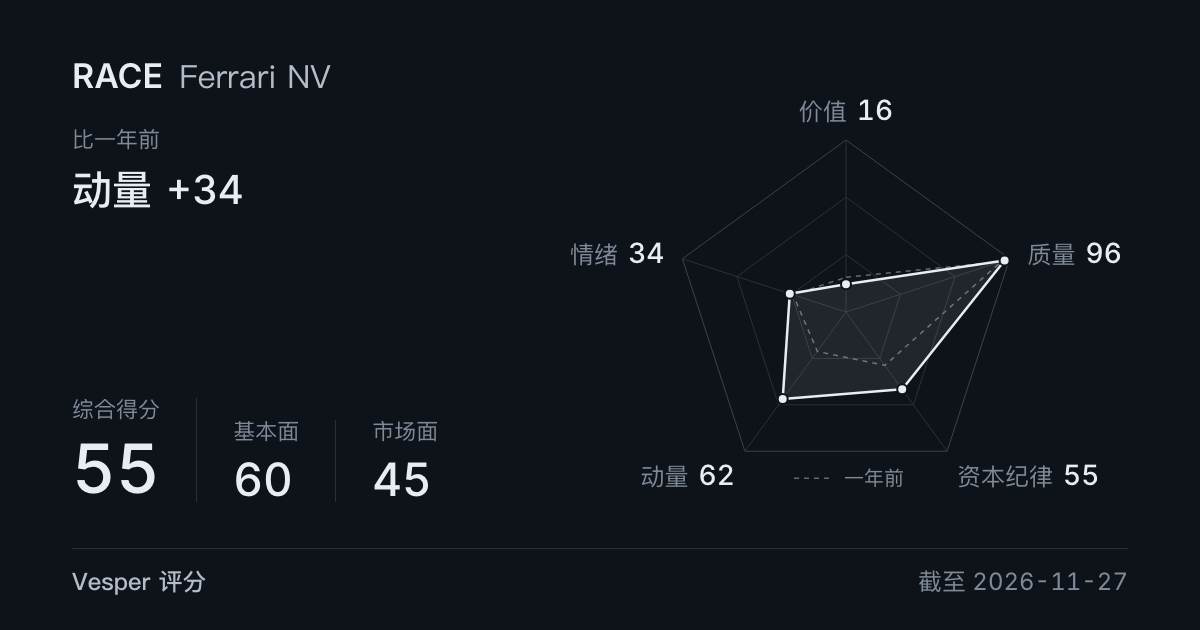 RACE Ferrari NV
比一年前
动量 +34
价值 16
情绪 34
质量 96
动量 62
一年前
资本纪律 55
综合得分
55
基本面
60
市场面
45
Vesper 评分
截至 2026-11-27